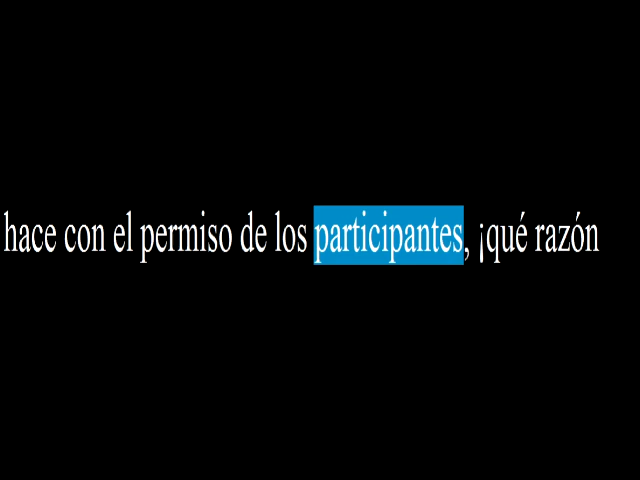 hace con el permiso de los participantes, ¡qué razón